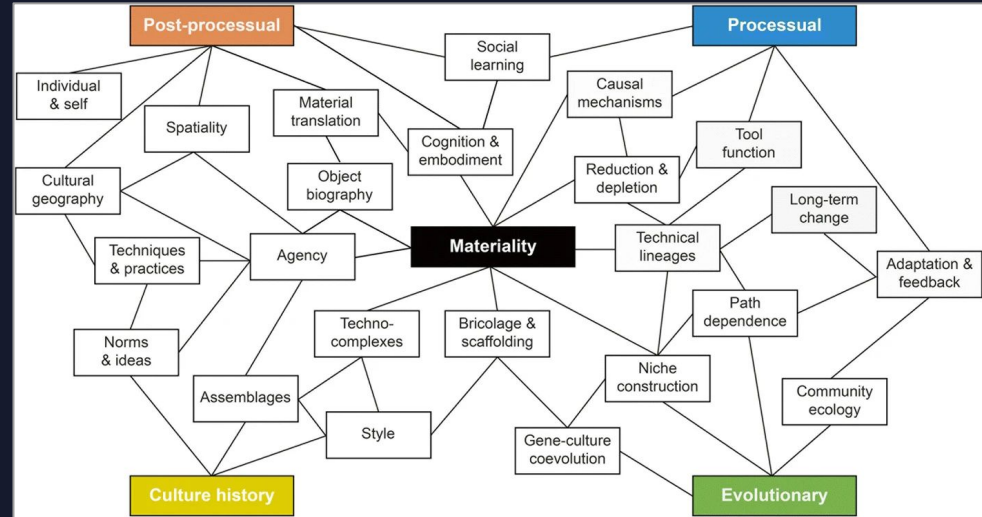 Post-processual
Processual
Social
learning
Individual
& self
Causal
mechanisms
Material
translation
Spatiality
Cognition &
embodiment
Tool
function
Cultural
geography
Object
biography
Reduction &
depletion
Long-term
change
Techniques
& practices
Agency
Materiality
Technical
lineages
Adaptation &
feedback
Path
dependence
Norms
& ideas
Techno-
complexes
Bricolage &
scaffolding
Niche
construction
Assemblages
Community
ecology
Style
Gene-culture
coevolution
Culture history
Evolutionary